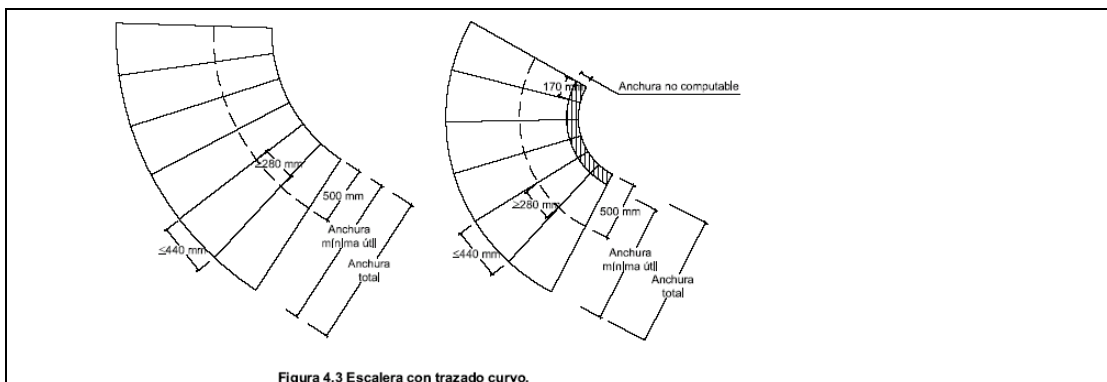 ≥280 mm
500 mm
≤440 mm
Anchura
mínima útil
Anchura
total
170 mm
Anchura no computable
≥280 mm
500 mm
≤440 mm
Anchura
mínima útil
Anchura
total
Figura 4.3 Escalera con trazado curvo.